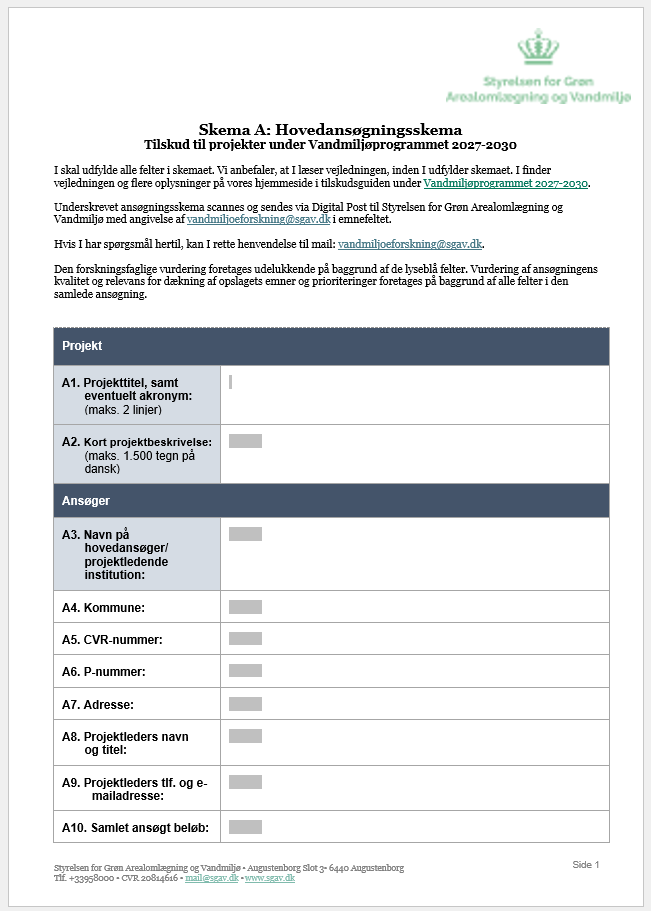 Styrelsen for Grøn
Arealomlægning og Vandmiljø
Skema A: Hovedansøgningsskema
Tilskud til projekter under Vandmiljøprogrammet 2027-2030
I skal udfylde alle felter i skemaet. Vi anbefaler, at I læser vejledningen, inden I udfylder skemaet. I finder
vejledningen og flere oplysninger på vores hjemmeside i tilskudsguiden under Vandmiljøprogrammet 2027-2030.
Underskrevet ansøgningsskema scannes og sendes via Digital Post til Styrelsen for Grøn Arealomlægning og
Vandmiljø med angivelse af vandmiljoeforskning@sgav.dk i emnefeltet.
Hvis I har spørgsmål hertil, kan I rette henvendelse til mail: vandmiljoeforskning@sgav.dk.
Den forskningsfaglige vurdering foretages udelukkende på baggrund af de lyseblå felter. Vurdering af ansøgningens
kvalitet og relevans for dækning af opslagets emner og prioriteringer foretages på baggrund af alle felter i den
samlede ansøgning.
Projekt
A1. Projekttitel, samt
eventuelt akronym:
(maks. 2 linjer)
A2. Kort projektbeskrivelse:
(maks. 1.500 tegn på
dansk)
Ansøger
A3. Navn på
hovedansøger/
projektledende
institution:
A4. Kommune:
A5. CVR-nummer:
A6. P-nummer:
A7. Adresse:
A8. Projektleders navn
og titel:
A9. Projektleders tlf. og e-
mailadresse:
A10. Samlet ansøgt beløb:
Styrelsen for Grøn Arealomlægning og Vandmiljø • Augustenborg Slot 3• 6440 Augustenborg
Tlf. +33958000 • CVR 20814616 • mail@sgav.dk • www.sgav.dk
Side 1